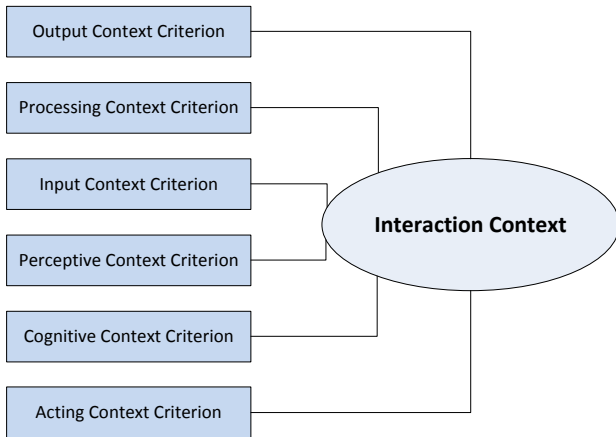 Output Context Criterion
Processing Context Criterion
Input Context Criterion
Interaction Context
Perceptive Context Criterion
Cognitive Context Criterion
Acting Context Criterion